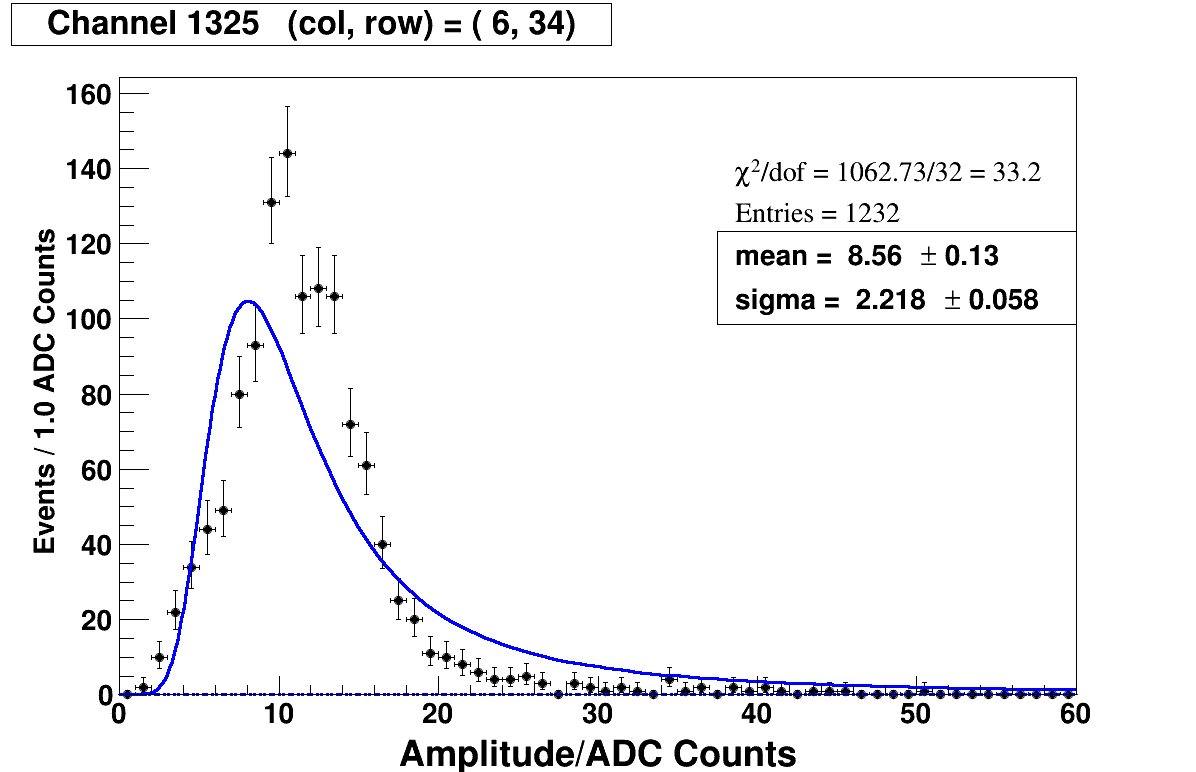 Channel 1325 (col, row) = ( 6, 34)
160
140
120
100
80
60
40
20
0
Events / 1.0 ADC Counts
χ²/dof = 1062.73/32 = 33.2
Entries = 1232
mean = 8.56 ± 0.13
sigma = 2.218 ± 0.058
0 10 20 30 40 50 60
Amplitude/ADC Counts